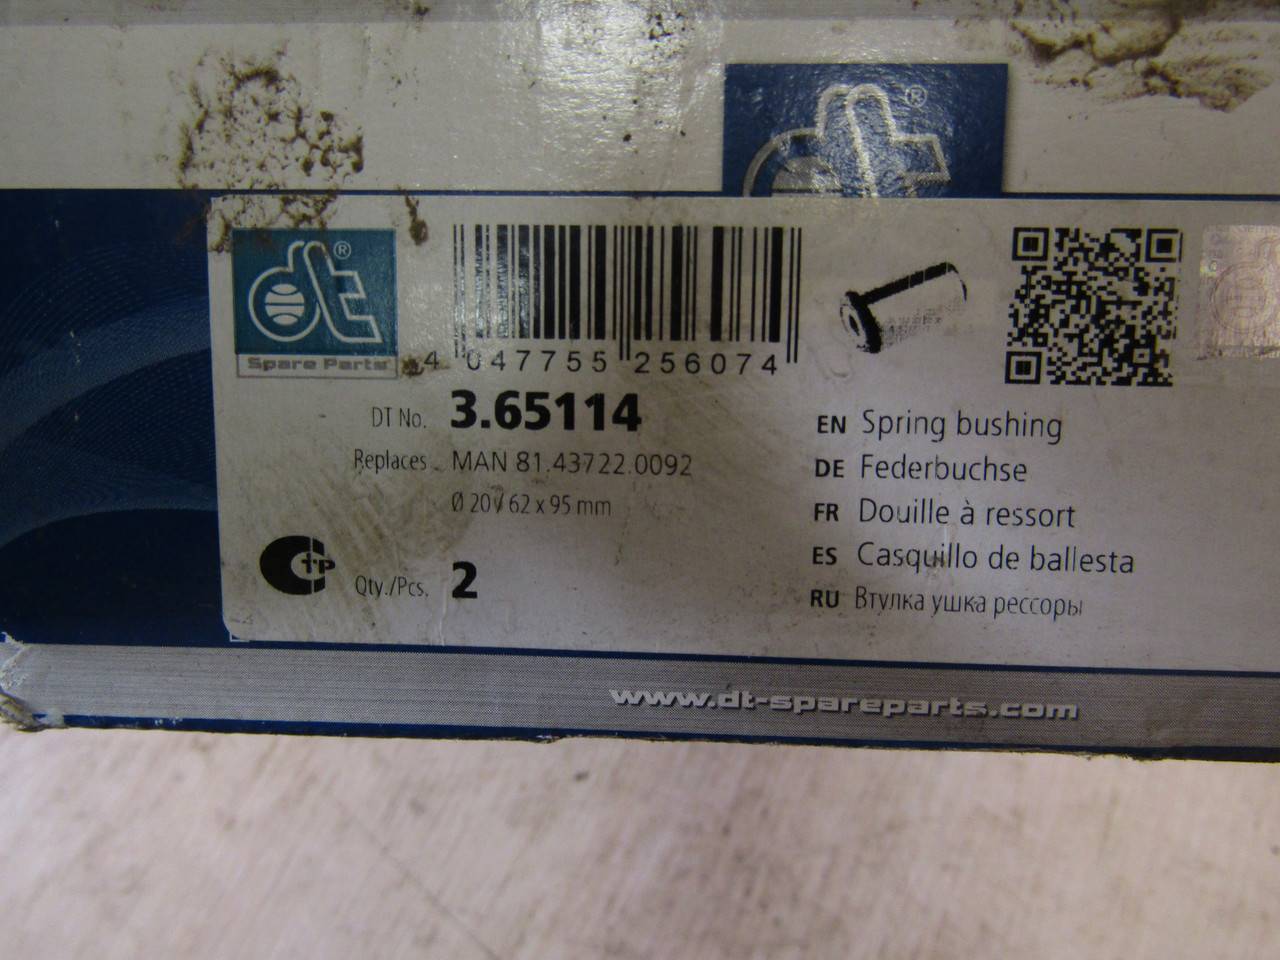 ®
dt ®
Spare Parts
4 047755 256074
DT No. 3.65114
Replaces MAN 81.43722.0092
Ø 20 / 62 x 95 mm
CTP
Qty./Pcs. 2
EN Spring bushing
DE Federbuchse
FR Douille à ressort
ES Casquillo de ballesta
RU Втулка ушка рессоры
www.dt-spareparts.com